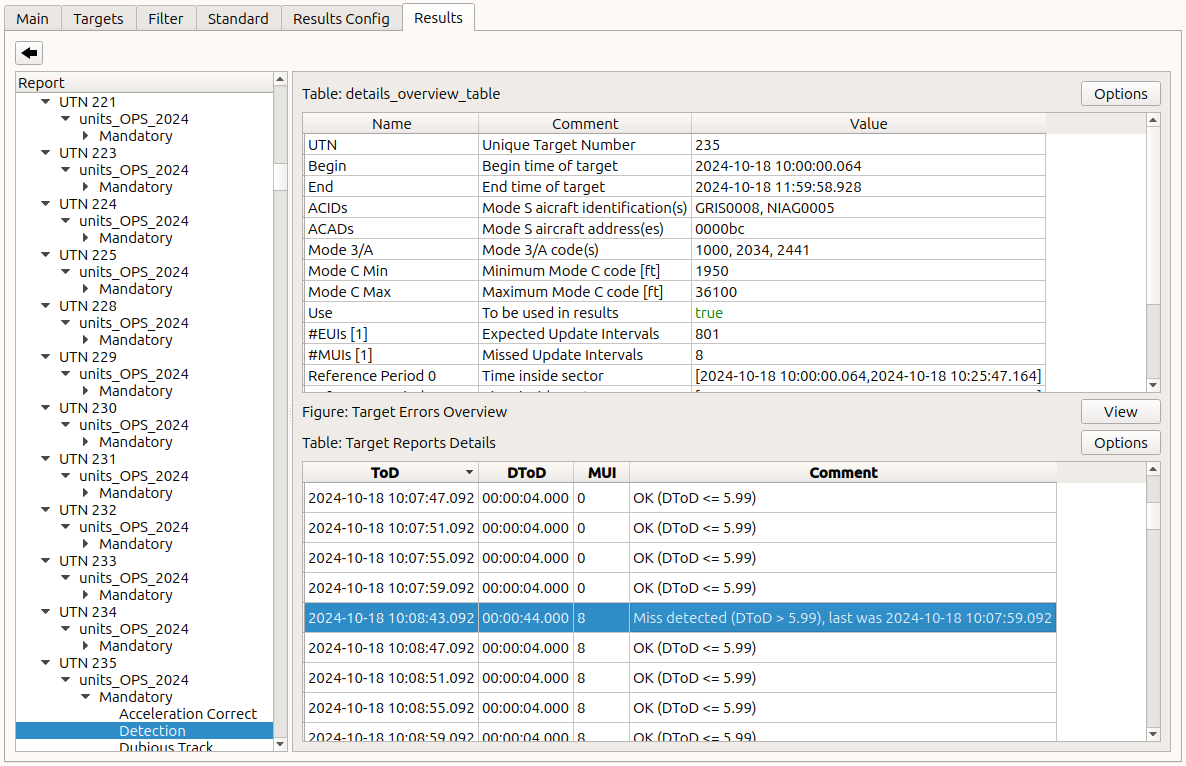 Main Targets Filter Standard Results Config Results
Report
UTN 221
units_OPS_2024
Mandatory
UTN 223
units_OPS_2024
Mandatory
UTN 224
units_OPS_2024
Mandatory
UTN 225
units_OPS_2024
Mandatory
UTN 228
units_OPS_2024
Mandatory
UTN 229
units_OPS_2024
Mandatory
UTN 230
units_OPS_2024
Mandatory
UTN 231
units_OPS_2024
Mandatory
UTN 232
units_OPS_2024
Mandatory
UTN 233
units_OPS_2024
Mandatory
UTN 234
units_OPS_2024
Mandatory
UTN 235
units_OPS_2024
Mandatory
Acceleration Correct
Detection
Dubious Track
Table: details_overview_table Options
Name Comment Value
UTN Unique Target Number 235
Begin Begin time of target 2024-10-18 10:00:00.064
End End time of target 2024-10-18 11:59:58.928
ACIDs Mode S aicraft identification(s) GRIS0008, NIAG0005
ACADs Mode S aircraft address(es) 0000bc
Mode 3/A Mode 3/A code(s) 1000, 2034, 2441
Mode C Min Minimum Mode C code [ft] 1950
Mode C Max Maximum Mode C code [ft] 36100
Use To be used in results true
#EUIs [1] Expected Update Intervals 801
#MUIs [1] Missed Update Intervals 8
Reference Period 0 Time inside sector [2024-10-18 10:00:00.064,2024-10-18 10:25:47.164]
Figure: Target Errors Overview View
Table: Target Reports Details Options
ToD DToD MUI Comment
2024-10-18 10:07:47.092 00:00:04.000 0 OK (DToD <= 5.99)
2024-10-18 10:07:51.092 00:00:04.000 0 OK (DToD <= 5.99)
2024-10-18 10:07:55.092 00:00:04.000 0 OK (DToD <= 5.99)
2024-10-18 10:07:59.092 00:00:04.000 0 OK (DToD <= 5.99)
2024-10-18 10:08:43.092 00:00:44.000 8 Miss detected (DToD > 5.99), last was 2024-10-18 10:07:59.092
2024-10-18 10:08:47.092 00:00:04.000 8 OK (DToD <= 5.99)
2024-10-18 10:08:51.092 00:00:04.000 8 OK (DToD <= 5.99)
2024-10-18 10:08:55.092 00:00:04.000 8 OK (DToD <= 5.99)
2024-10-18 10:08:59.092 00:00:04.000 8 OK (DToD <= 5.99)